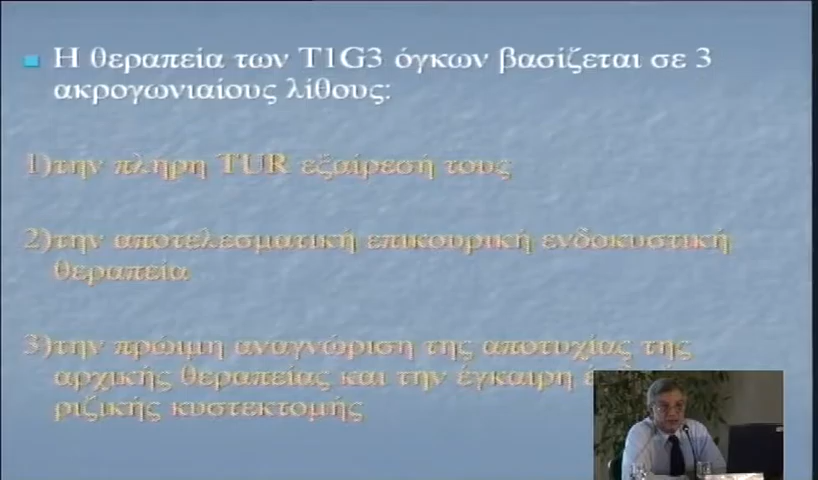 Η θεραπεία των T1G3 όγκων βασίζεται σε 3
ακρογωνιαίους λίθους:
1)την πλήρη TUR εξαίρεσή τους
2)την αποτελεσματική επικουρική ενδοκυστική
θεραπεία
3)την πρώιμη αναγνώριση της αποτυχίας της
αρχικής θεραπείας και την έγκαιρη
ριζικής κυστεκτομής